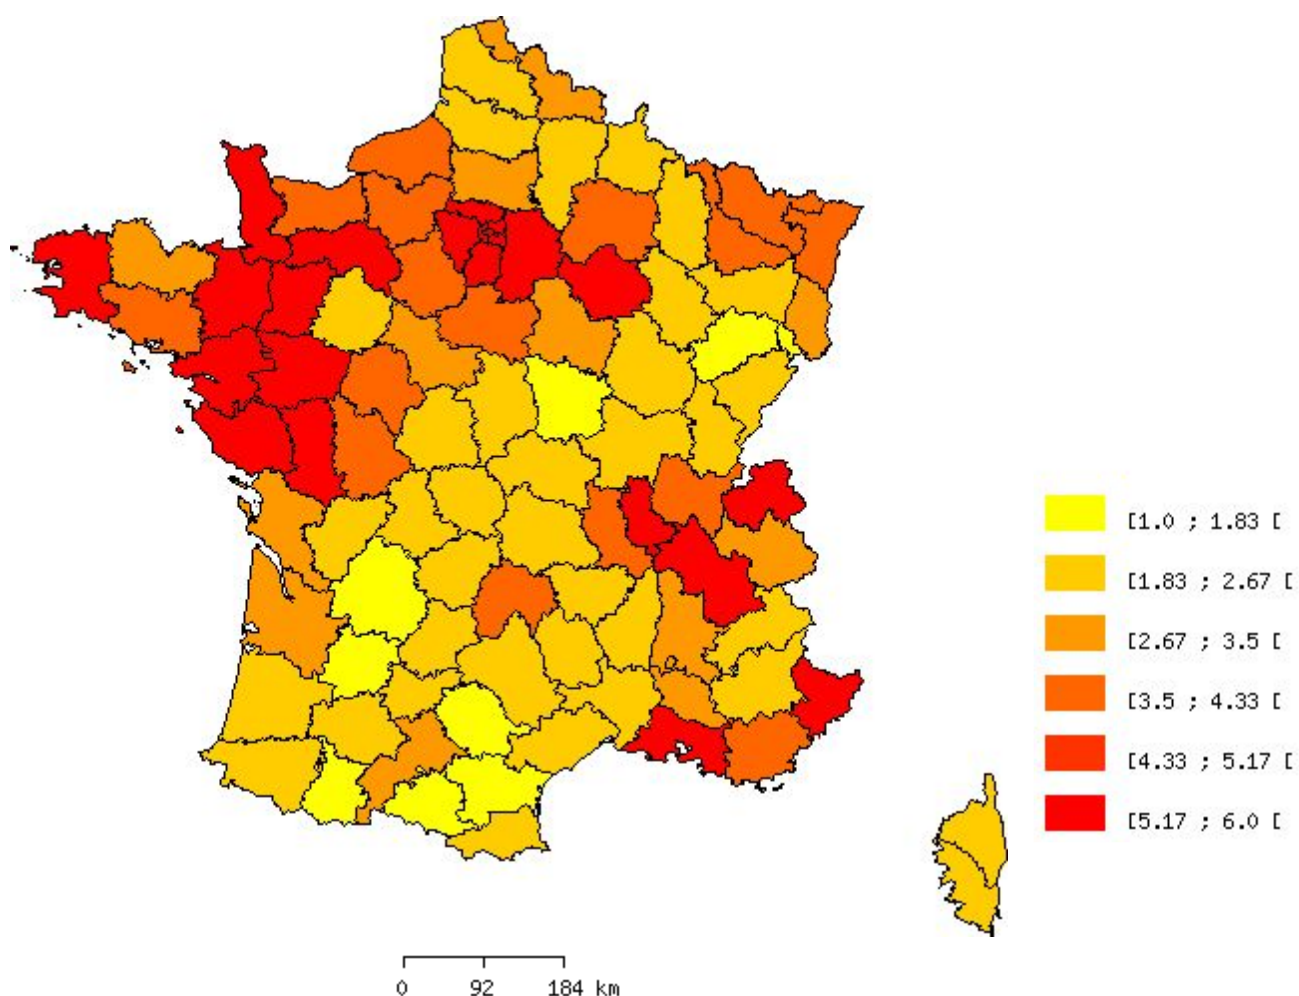 [1.0 ; 1.83 [
[1.83 ; 2.67 [
[2.67 ; 3.5 [
[3.5 ; 4.33 [
[4.33 ; 5.17 [
[5.17 ; 6.0 [
0 92 184 km